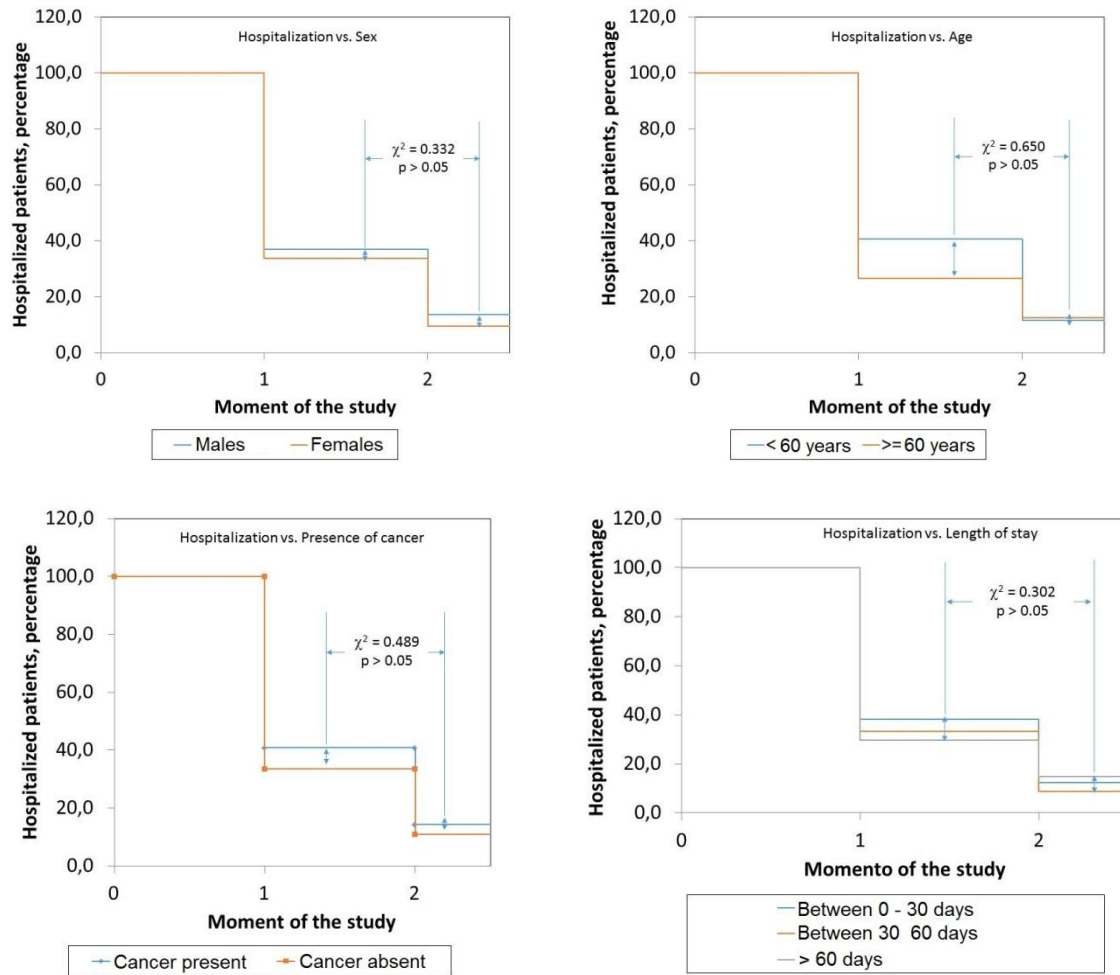 Hospitalization vs. Sex
120,0
100,0
80,0
60,0
40,0
20,0
0,0
Hospitalized patients, percentage
χ² = 0.332
p > 0.05
0 1 2
Moment of the study
Males Females
Hospitalization vs. Age
120,0
100,0
80,0
60,0
40,0
20,0
0,0
Hospitalized patients, percentage
χ² = 0.650
p > 0.05
0 1 2
Moment of the study
< 60 years >= 60 years
Hospitalization vs. Presence of cancer
120,0
100,0
80,0
60,0
40,0
20,0
0,0
Hospitalized patients, percentage
χ² = 0.489
p > 0.05
0 1 2
Moment of the study
Cancer present Cancer absent
Hospitalization vs. Length of stay
120,0
100,0
80,0
60,0
40,0
20,0
0,0
Hospitalized patients, percentage
χ² = 0.302
p > 0.05
0 1 2
Momento of the study
Between 0 - 30 days
Between 30 60 days
> 60 days